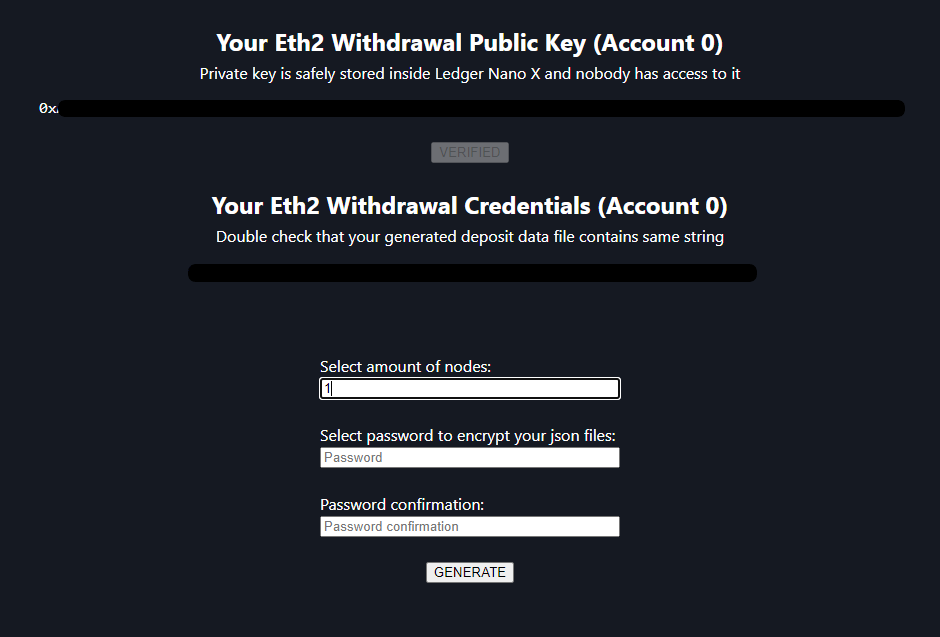 Your Eth2 Withdrawal Public Key (Account 0)
Private key is safely stored inside Ledger Nano X and nobody has access to it
0x
VERIFIED
Your Eth2 Withdrawal Credentials (Account 0)
Double check that your generated deposit data file contains same string
Select amount of nodes:
1
Select password to encrypt your json files:
Password
Password confirmation:
Password confirmation
GENERATE